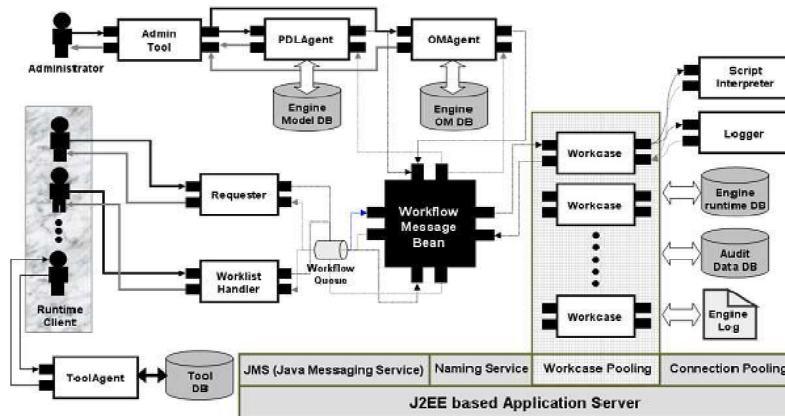 Admin
Tool
PDLAgent
OMAgent
Administrator
Engine
Model DB
Engine
OM DB
Script
Interpreter
Logger
Workcase
Requester
Workflow
Message
Bean
Workcase
Engine
runtime DB
Worklist
Handler
Workflow
Queue
Audit
Data DB
Runtime
Client
Workcase
Engine
Log
ToolAgent
Tool
DB
JMS (Java Messaging Service)
Naming Service
Workcase Pooling
Connection Pooling
J2EE based Application Server